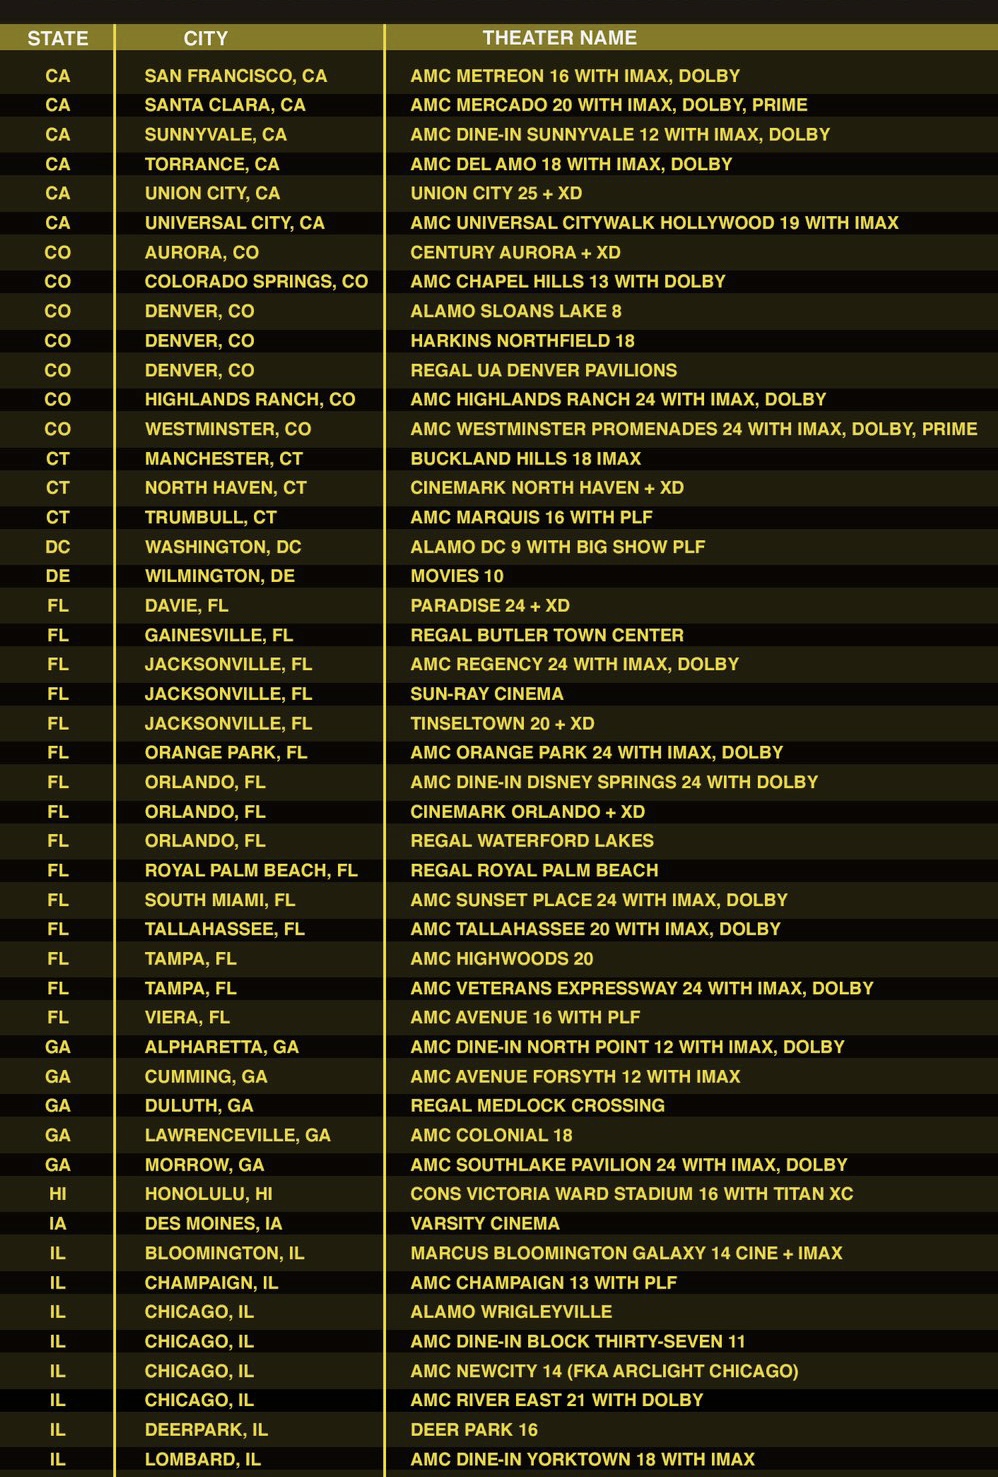 STATE CITY THEATER NAME
CA SAN FRANCISCO, CA AMC METREON 16 WITH IMAX, DOLBY
CA SANTA CLARA, CA AMC MERCADO 20 WITH IMAX, DOLBY, PRIME
CA SUNNYVALE, CA AMC DINE-IN SUNNYVALE 12 WITH IMAX, DOLBY
CA TORRANCE, CA AMC DEL AMO 18 WITH IMAX, DOLBY
CA UNION CITY, CA UNION CITY 25 + XD
CA UNIVERSAL CITY, CA AMC UNIVERSAL CITYWALK HOLLYWOOD 19 WITH IMAX
CO AURORA, CO CENTURY AURORA + XD
CO COLORADO SPRINGS, CO AMC CHAPEL HILLS 13 WITH DOLBY
CO DENVER, CO ALAMO SLOANS LAKE 8
CO DENVER, CO HARKINS NORTHFIELD 18
CO DENVER, CO REGAL UA DENVER PAVILIONS
CO HIGHLANDS RANCH, CO AMC HIGHLANDS RANCH 24 WITH IMAX, DOLBY
CO WESTMINSTER, CO AMC WESTMINSTER PROMENADES 24 WITH IMAX, DOLBY, PRIME
CT MANCHESTER, CT BUCKLAND HILLS 18 IMAX
CT NORTH HAVEN, CT CINEMARK NORTH HAVEN + XD
CT TRUMBULL, CT AMC MARQUIS 16 WITH PLF
DC WASHINGTON, DC ALAMO DC 9 WITH BIG SHOW PLF
DE WILMINGTON, DE MOVIES 10
FL DAVIE, FL PARADISE 24 + XD
FL GAINESVILLE, FL REGAL BUTLER TOWN CENTER
FL JACKSONVILLE, FL AMC REGENCY 24 WITH IMAX, DOLBY
FL JACKSONVILLE, FL SUN-RAY CINEMA
FL JACKSONVILLE, FL TINSELTOWN 20 + XD
FL ORANGE PARK, FL AMC ORANGE PARK 24 WITH IMAX, DOLBY
FL ORLANDO, FL AMC DINE-IN DISNEY SPRINGS 24 WITH DOLBY
FL ORLANDO, FL CINEMARK ORLANDO + XD
FL ORLANDO, FL REGAL WATERFORD LAKES
FL ROYAL PALM BEACH, FL REGAL ROYAL PALM BEACH
FL SOUTH MIAMI, FL AMC SUNSET PLACE 24 WITH IMAX, DOLBY
FL TALLAHASSEE, FL AMC TALLAHASSEE 20 WITH IMAX, DOLBY
FL TAMPA, FL AMC HIGHWOODS 20
FL TAMPA, FL AMC VETERANS EXPRESSWAY 24 WITH IMAX, DOLBY
FL VIERA, FL AMC AVENUE 16 WITH PLF
GA ALPHARETTA, GA AMC DINE-IN NORTH POINT 12 WITH IMAX, DOLBY
GA CUMMING, GA AMC AVENUE FORSYTH 12 WITH IMAX
GA DULUTH, GA REGAL MEDLOCK CROSSING
GA LAWRENCEVILLE, GA AMC COLONIAL 18
GA MORROW, GA AMC SOUTHLAKE PAVILION 24 WITH IMAX, DOLBY
HI HONOLULU, HI CONS VICTORIA WARD STADIUM 16 WITH TITAN XC
IA DES MOINES, IA VARSITY CINEMA
IL BLOOMINGTON, IL MARCUS BLOOMINGTON GALAXY 14 CINE + IMAX
IL CHAMPAIGN, IL AMC CHAMPAIGN 13 WITH PLF
IL CHICAGO, IL ALAMO WRIGLEYVILLE
IL CHICAGO, IL AMC DINE-IN BLOCK THIRTY-SEVEN 11
IL CHICAGO, IL AMC NEWCITY 14 (FKA ARCLIGHT CHICAGO)
IL CHICAGO, IL AMC RIVER EAST 21 WITH DOLBY
IL DEERPARK, IL DEER PARK 16
IL LOMBARD, IL AMC DINE-IN YORKTOWN 18 WITH IMAX